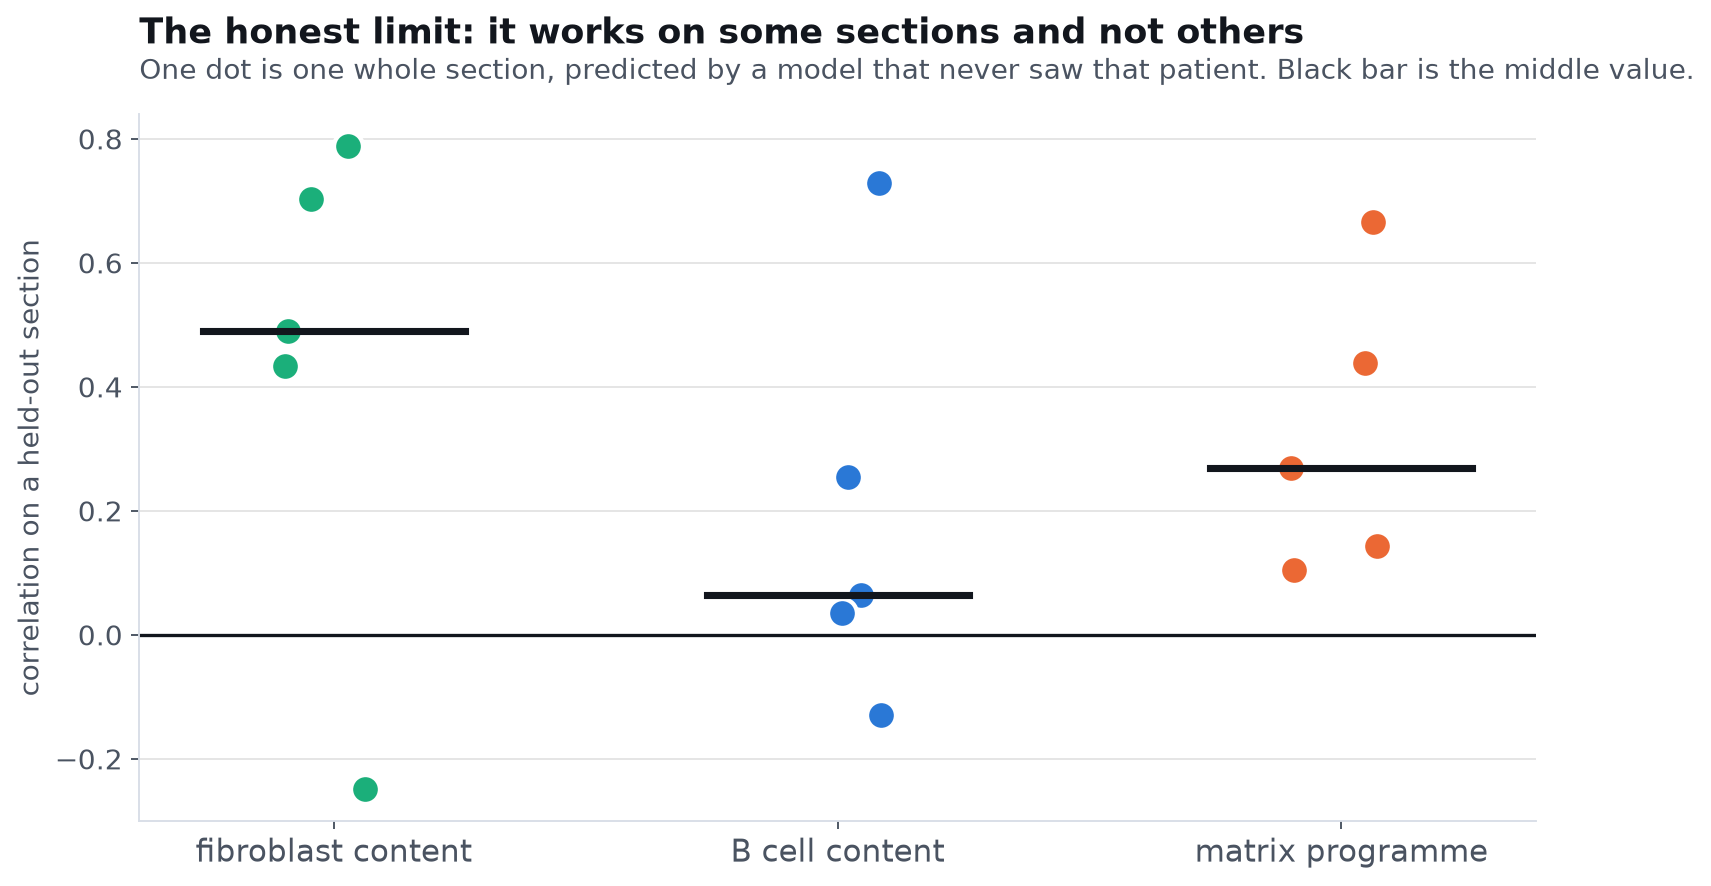 The honest limit: it works on some sections and not others
One dot is one whole section, predicted by a model that never saw that patient. Black bar is the middle value.
correlation on a held-out section
0.8
0.6
0.4
0.2
0.0
−0.2
fibroblast content
B cell content
matrix programme